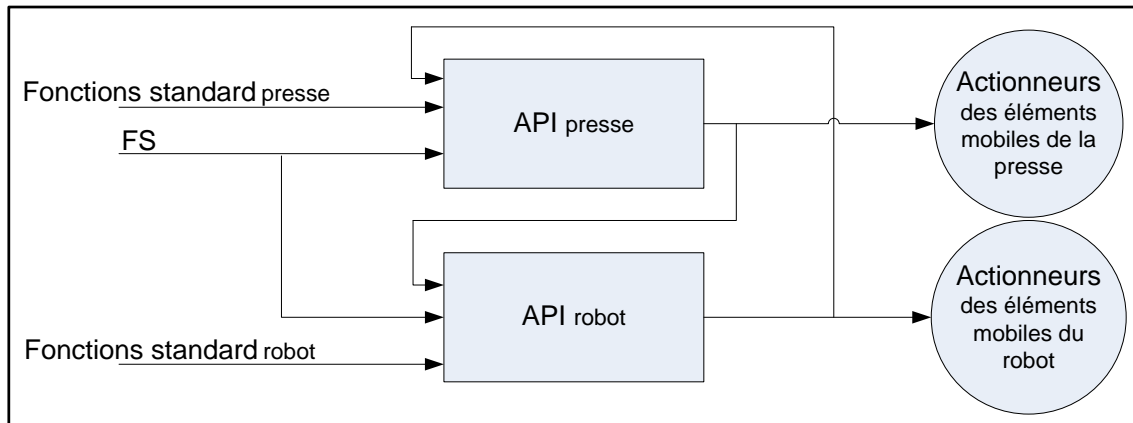 Fonctions standard presse
FS
API presse
Actionneurs
des éléments
mobiles de la
presse
API robot
Fonctions standard robot
Actionneurs
des éléments
mobiles du
robot